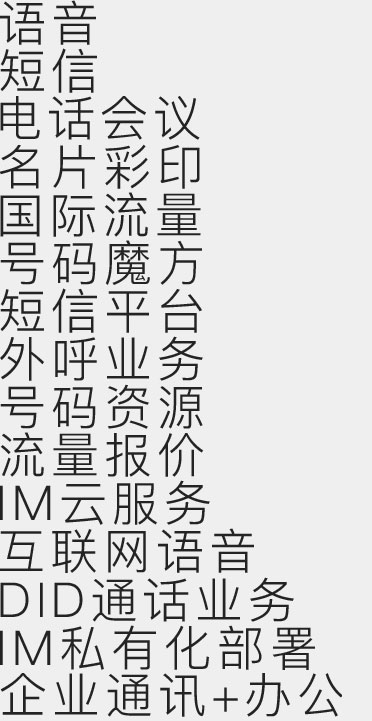 语音
短信
电话会议
名片彩印
国际流量
号码魔方
短信平台
外呼业务
号码资源
流量报价
IM云服务
互联网语音
DID通话业务
IM私有化部署
企业通讯+办公